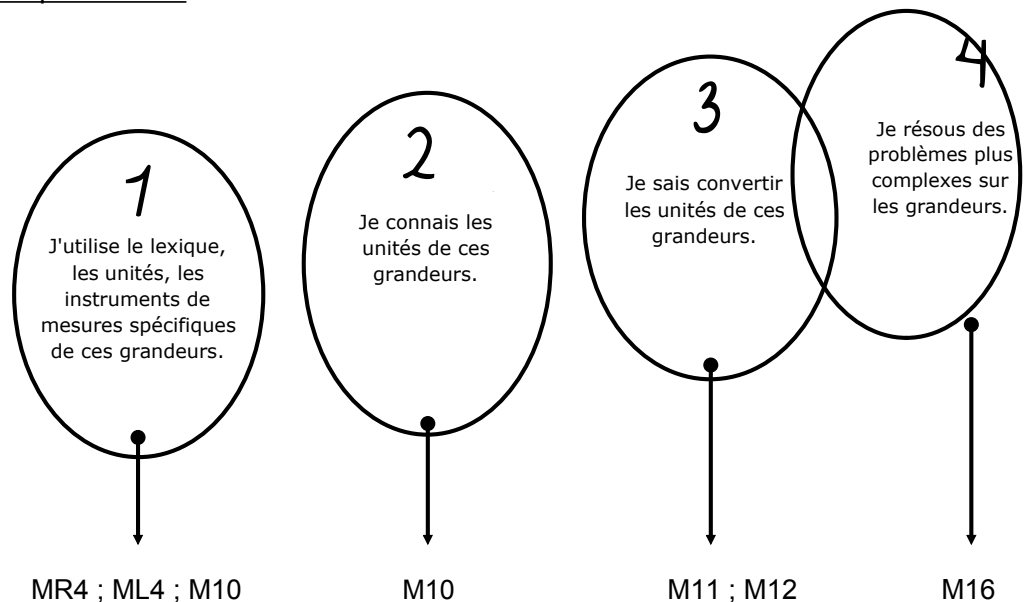 1
J'utilise le lexique,
les unités, les
instruments de
mesures spécifiques
de ces grandeurs.
MR4 ; ML4 ; M10
2
Je connais les
unités de ces
grandeurs.
M10
3
Je sais convertir
les unités de ces
grandeurs.
M11 ; M12
4
Je résous des
problèmes plus
complexes sur
les grandeurs.
M16